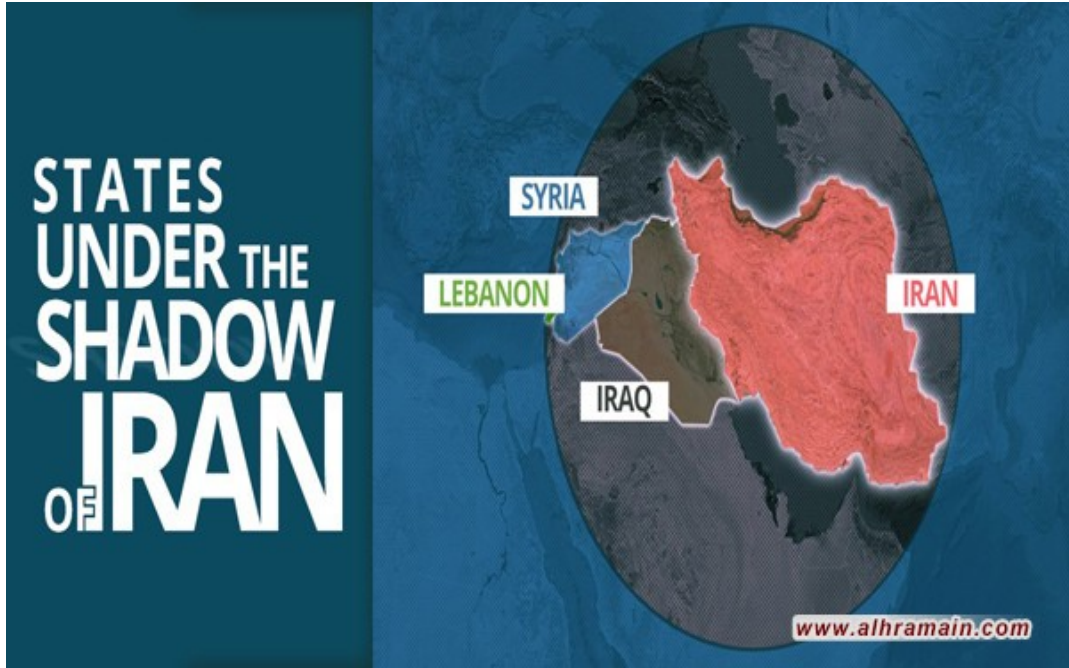 STATES
UNDER THE
SHADOW
OF IRAN
SYRIA
LEBANON
IRAN
IRAQ
www.alhramain.com